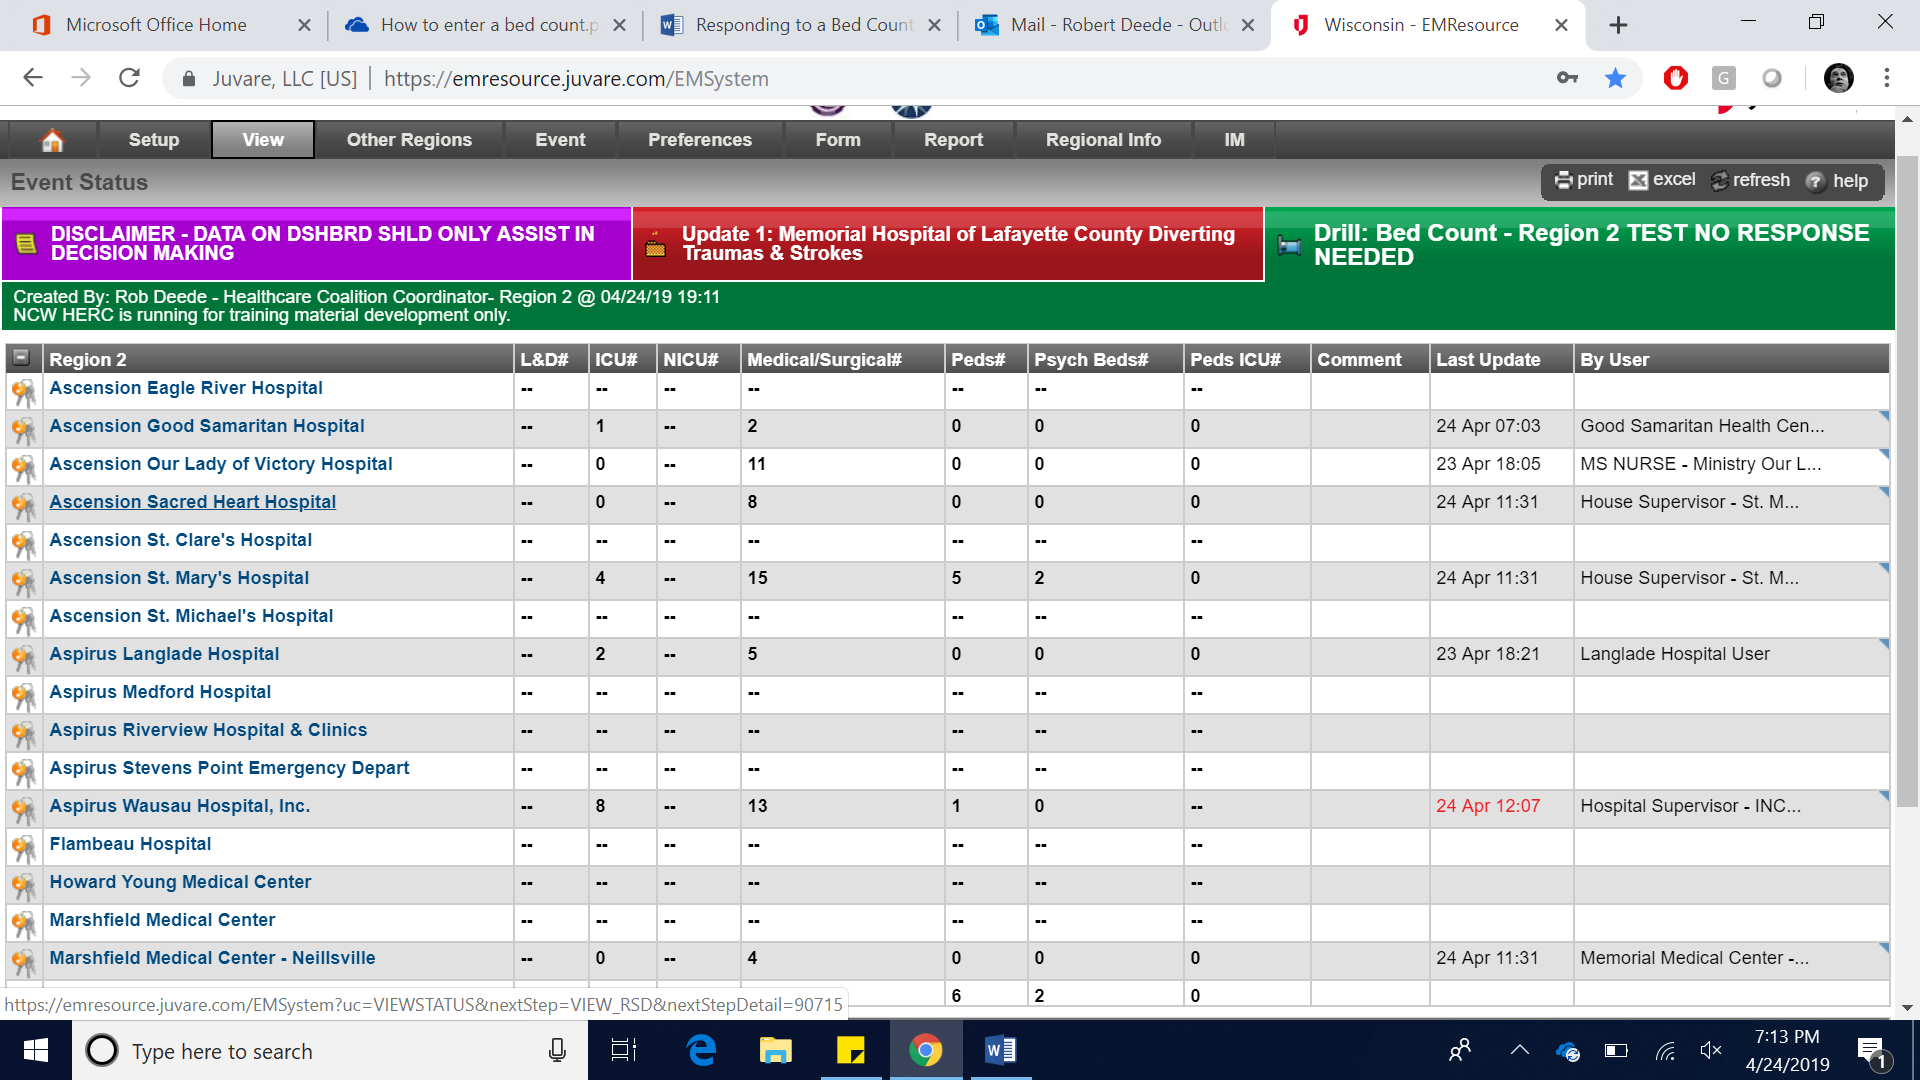 Microsoft Office Home
How to enter a bed count.p
Responding to a Bed Count
Mail - Robert Deede - Outlo
Wisconsin - EMResource
Juvare, LLC [US] | https://emresource.juvare.com/EMSystem
G
Setup View Other Regions Event Preferences Form Report Regional Info IM
Event Status
print excel refresh help
DISCLAIMER - DATA ON DSHBRD SHLD ONLY ASSIST IN
DECISION MAKING
Update 1: Memorial Hospital of Lafayette County Diverting
Traumas & Strokes
Drill: Bed Count - Region 2 TEST NO RESPONSE
NEEDED
Created By: Rob Deede - Healthcare Coalition Coordinator- Region 2 @ 04/24/19 19:11
NCW HERC is running for training material development only.
Region 2 L&D# ICU# NICU# Medical/Surgical# Peds# Psych Beds# Peds ICU# Comment Last Update By User
Ascension Eagle River Hospital -- -- -- -- -- -- --
Ascension Good Samaritan Hospital -- 1 -- 2 0 0 0 24 Apr 07:03 Good Samaritan Health Cen...
Ascension Our Lady of Victory Hospital -- 0 -- 11 0 0 0 23 Apr 18:05 MS NURSE - Ministry Our L...
Ascension Sacred Heart Hospital -- 0 -- 8 0 0 0 24 Apr 11:31 House Supervisor - St. M...
Ascension St. Clare's Hospital -- -- -- -- -- -- --
Ascension St. Mary's Hospital -- 4 -- 15 5 2 0 24 Apr 11:31 House Supervisor - St. M...
Ascension St. Michael's Hospital -- -- -- -- -- -- --
Aspirus Langlade Hospital -- 2 -- 5 0 0 0 23 Apr 18:21 Langlade Hospital User
Aspirus Medford Hospital -- -- -- -- -- -- --
Aspirus Riverview Hospital & Clinics -- -- -- -- -- -- --
Aspirus Stevens Point Emergency Depart -- -- -- -- -- -- --
Aspirus Wausau Hospital, Inc. -- 8 -- 13 1 0 -- 24 Apr 12:07 Hospital Supervisor - INC...
Flambeau Hospital -- -- -- -- -- -- --
Howard Young Medical Center -- -- -- -- -- -- --
Marshfield Medical Center -- -- -- -- -- -- --
Marshfield Medical Center - Neillsville -- 0 -- 4 0 0 0 24 Apr 11:31 Memorial Medical Center -...
6 2 0
https://emresource.juvare.com/EMSystem?uc=VIEWSTATUS&nextStep=VIEW_RSD&nextStepDetail=90715
Type here to search
7:13 PM
4/24/2019
1